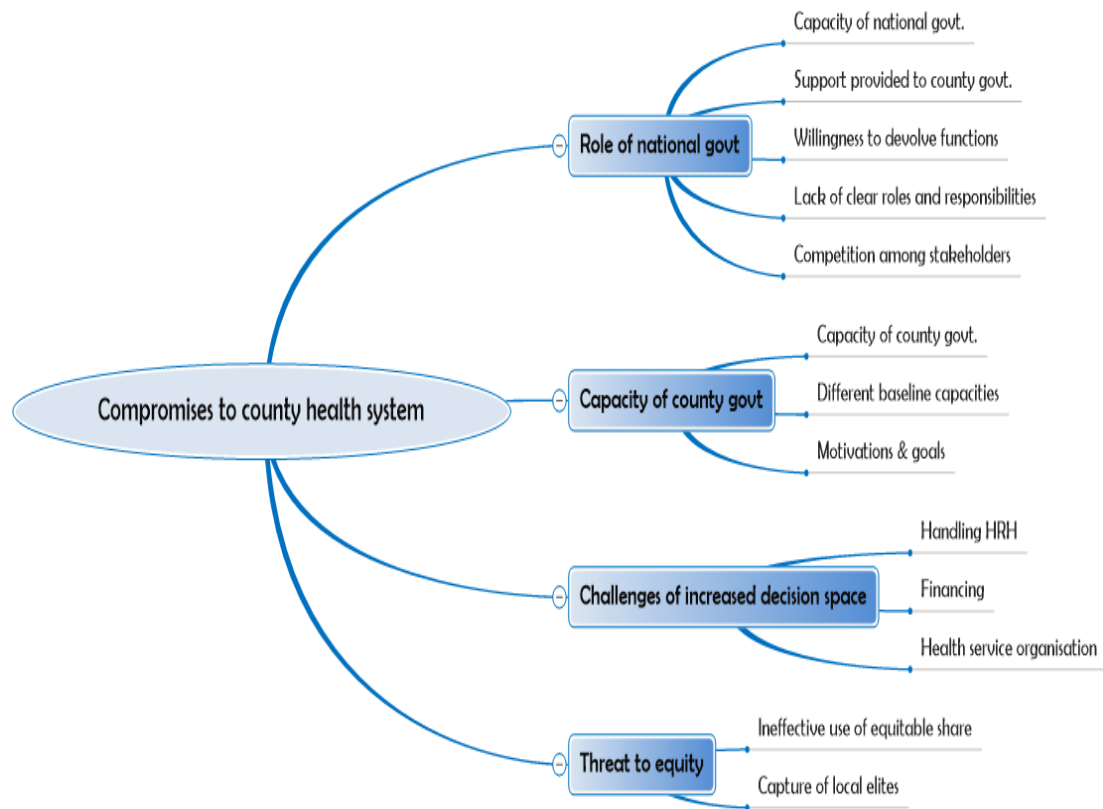 Compromises to county health system
Role of national govt
Capacity of national govt.
Support provided to county govt.
Willingness to devolve functions
Lack of clear roles and responsibilities
Competition among stakeholders
Capacity of county govt
Capacity of county govt.
Different baseline capacities
Motivations & goals
Challenges of increased decision space
Handling HRH
Financing
Health service organisation
Threat to equity
Ineffective use of equitable share
Capture of local elites